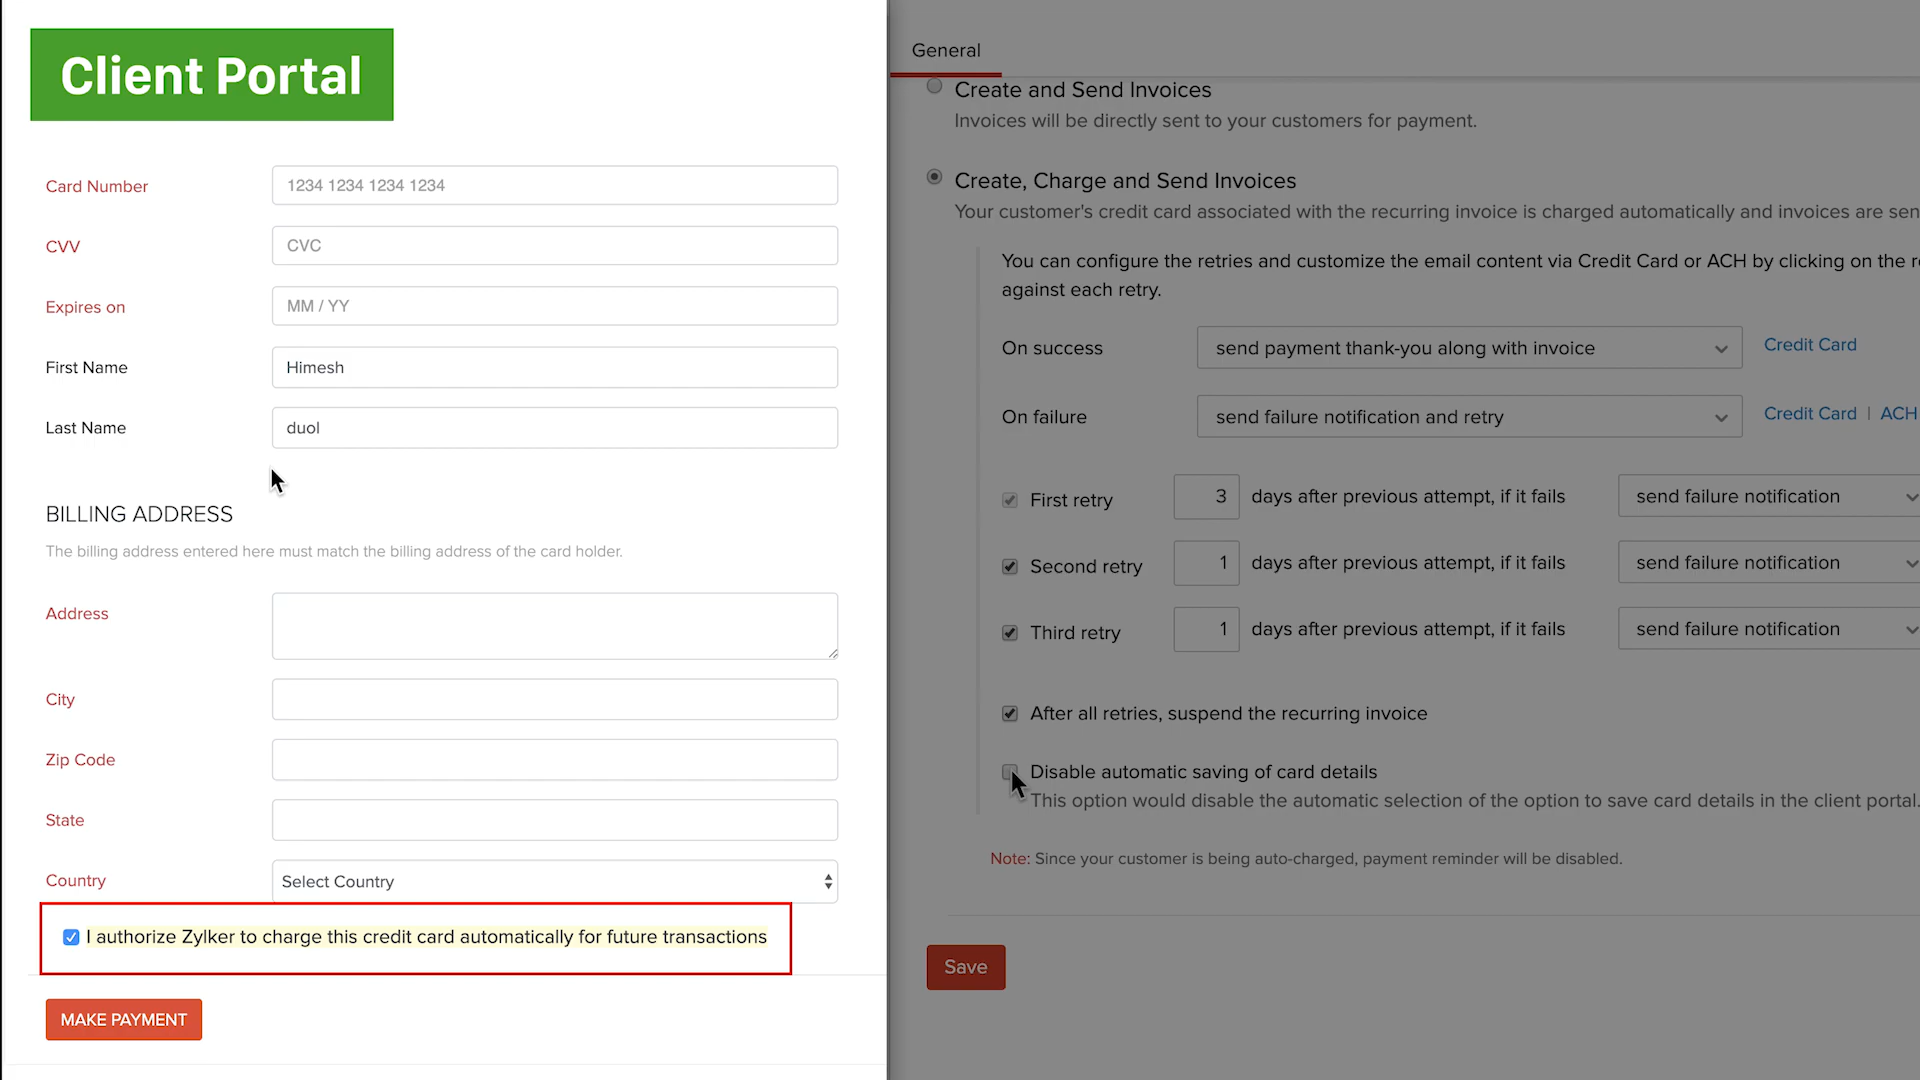 Client Portal
Card Number
1234 1234 1234 1234
CVV
CVC
Expires on
MM / YY
First Name
Himesh
Last Name
duol
BILLING ADDRESS
The billing address entered here must match the billing address of the card holder.
Address
City
Zip Code
State
Country
Select Country
I authorize Zylker to charge this credit card automatically for future transactions
MAKE PAYMENT
General
Create and Send Invoices
Invoices will be directly sent to your customers for payment.
Create, Charge and Send Invoices
Your customer's credit card associated with the recurring invoice is charged automatically and invoices are sen
You can configure the retries and customize the email content via Credit Card or ACH by clicking on the
against each retry.
On success
send payment thank-you along with invoice
Credit Card
On failure
send failure notification and retry
Credit Card | ACH
First retry
3
days after previous attempt, if it fails
send failure notification
Second retry
1
days after previous attempt, if it fails
send failure notification
Third retry
1
days after previous attempt, if it fails
send failure notification
After all retries, suspend the recurring invoice
Disable automatic saving of card details
This option would disable the automatic selection of the option to save card details in the client portal.
Note: Since your customer is being auto-charged, payment reminder will be disabled.
Save